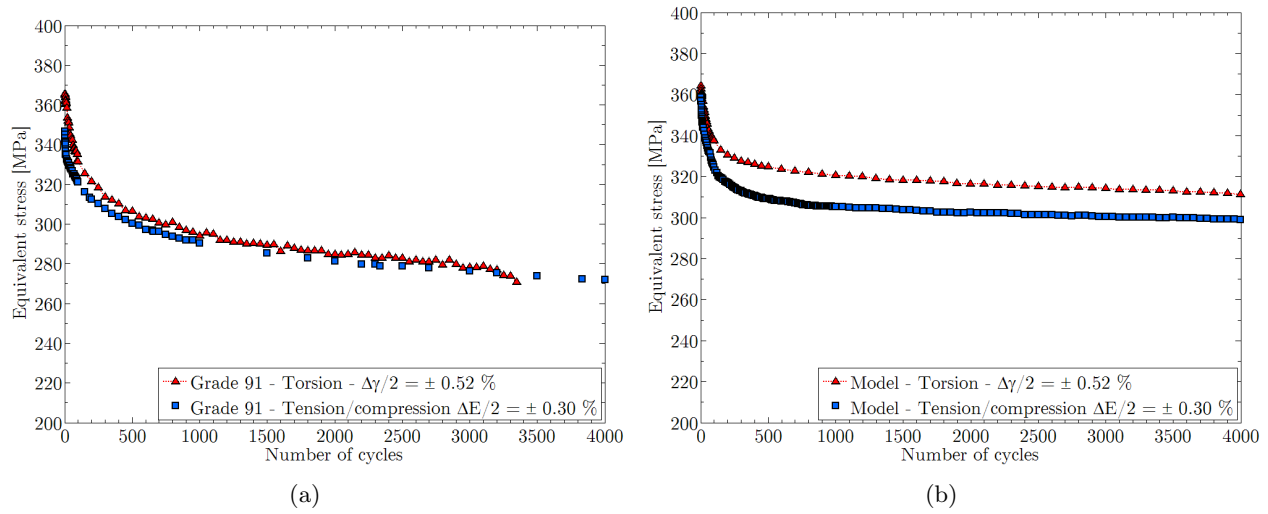 400
380
360
340
320
300
280
260
240
220
200
Equivalent stress [MPa]
Grade 91 - Torsion - Δγ/2 = ± 0.52 %
Grade 91 - Tension/compression ΔE/2 = ± 0.30 %
0 500 1000 1500 2000 2500 3000 3500 4000
Number of cycles
(a)
400
380
360
340
320
300
280
260
240
220
200
Equivalent stress [MPa]
Model - Torsion - Δγ/2 = ± 0.52 %
Model - Tension/compression ΔE/2 = ± 0.30 %
0 500 1000 1500 2000 2500 3000 3500 4000
Number of cycles
(b)